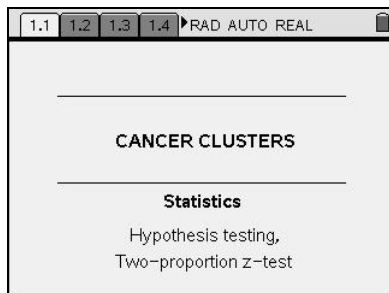 1.1 1.2 1.3 1.4 RAD AUTO REAL
CANCER CLUSTERS
Statistics
Hypothesis testing,
Two-proportion z-test